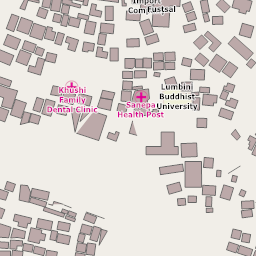 Import
Com
Futsal
Khushi
Family
Dental Clinic
Sanepa
Health Post
Lumbini
Buddhist
University